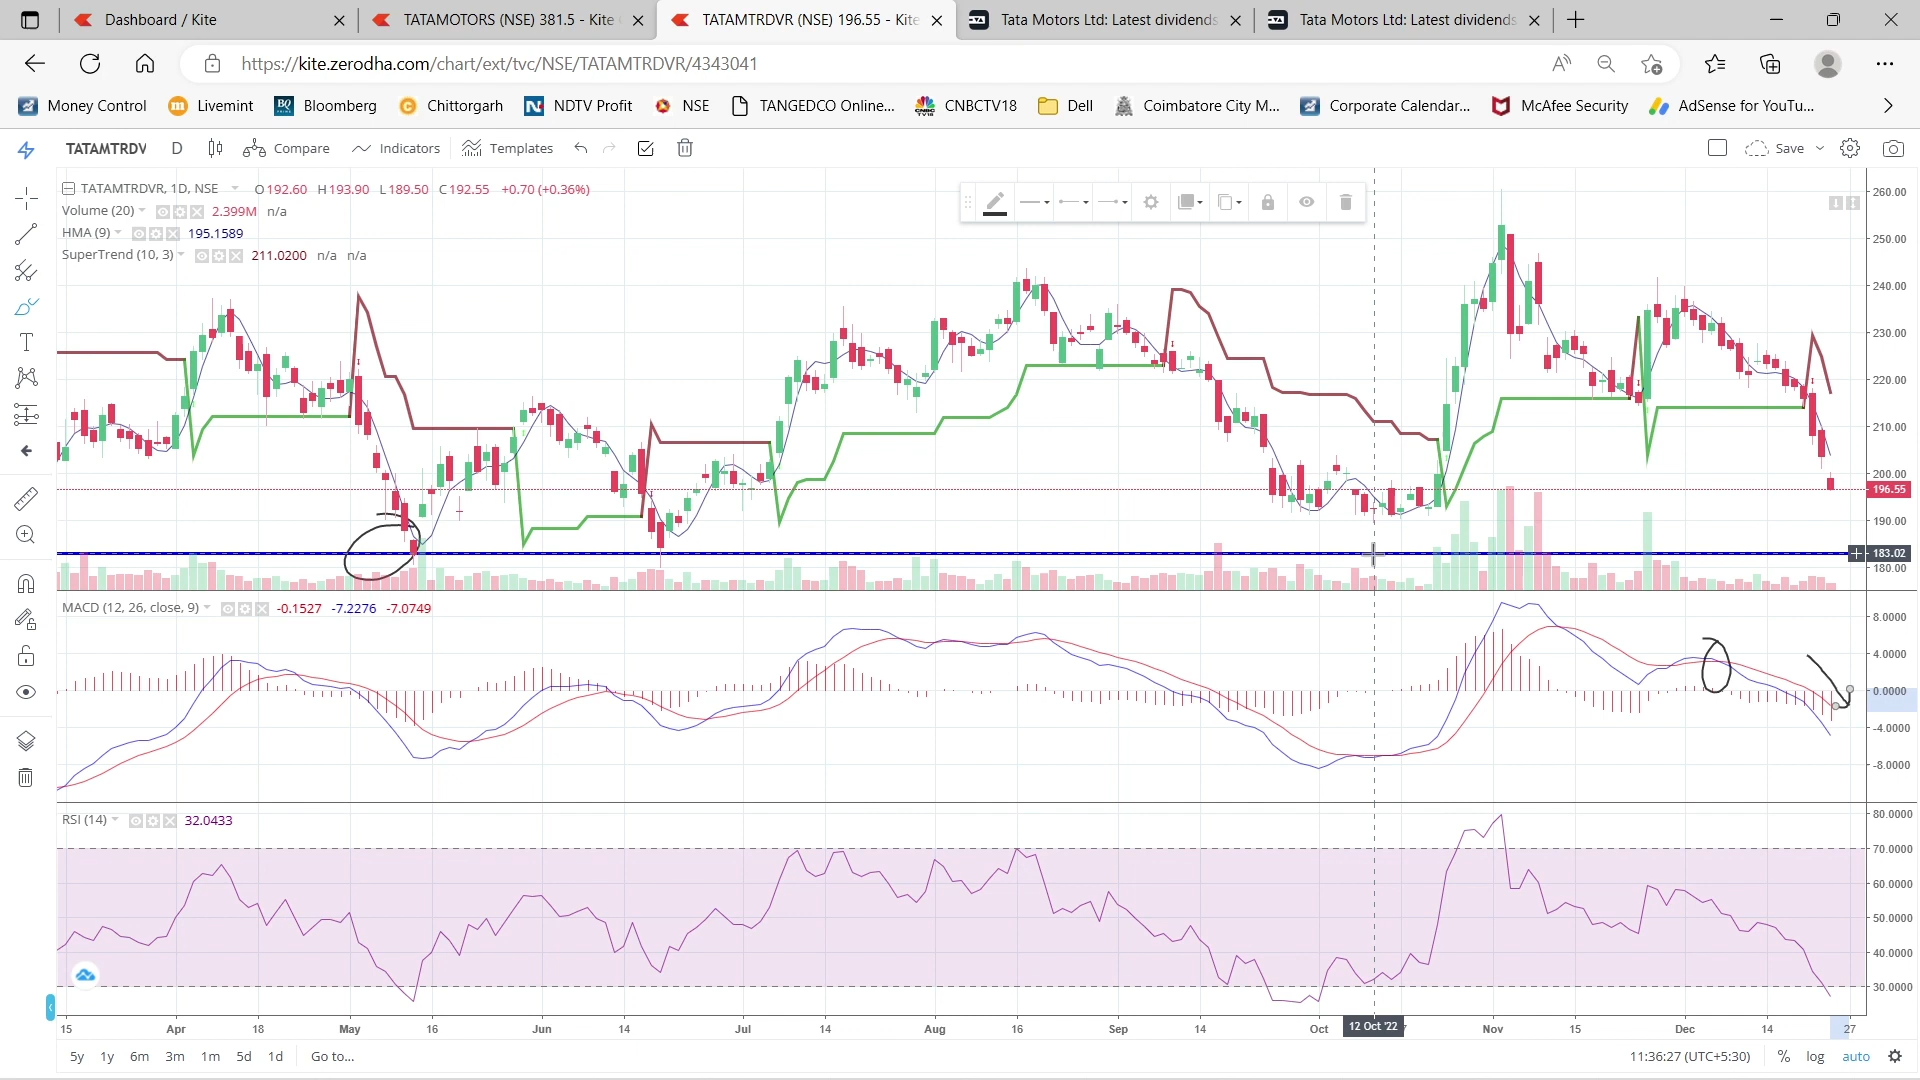 Dashboard / Kite
TATAMOTORS (NSE) 381.5 - Kite
TATAMTRDVR (NSE) 196.55 - Kite
Tata Motors Ltd: Latest dividends
Tata Motors Ltd: Latest dividends
https://kite.zerodha.com/chart/ext/tvc/NSE/TATAMTRDVR/4343041
Money Control Livemint Bloomberg Chittorgarh NDTV Profit NSE TANGEDCO Online... CNBCTV18 Dell Coimbatore City M... Corporate Calendar... McAfee Security AdSense for YouTu...
TATAMTRDV D Compare Indicators Templates Save
TATAMTRDVR, 1D, NSE O192.60 H193.90 L189.50 C192.55 +0.70 (+0.36%)
Volume (20) 2.399M n/a
HMA (9) 195.1589
SuperTrend (10, 3) 211.0200 n/a n/a
260.00
250.00
240.00
230.00
220.00
210.00
200.00
196.55
190.00
183.02
180.00
MACD (12, 26, close, 9) -0.1527 -7.2276 -7.0749
8.0000
4.0000
0.0000
-4.0000
-8.0000
RSI (14) 32.0433
80.0000
70.0000
60.0000
50.0000
40.0000
30.0000
15 Apr 18 May 16 Jun 14 Jul 14 Aug 16 Sep 14 Oct 12 Oct '22 Nov 15 Dec 14 27
5y 1y 6m 3m 1m 5d 1d Go to... 11:36:27 (UTC+5:30) % log auto